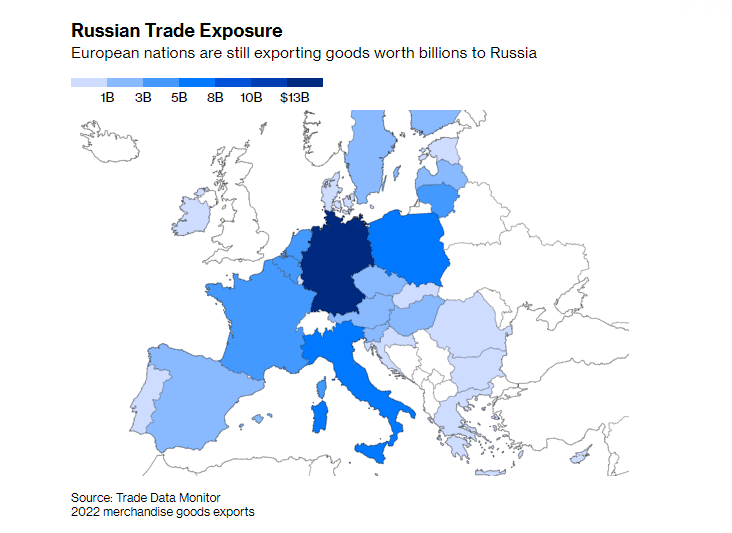 Russian Trade Exposure
European nations are still exporting goods worth billions to Russia
1B 3B 5B 8B 10B $13B
Source: Trade Data Monitor
2022 merchandise goods exports